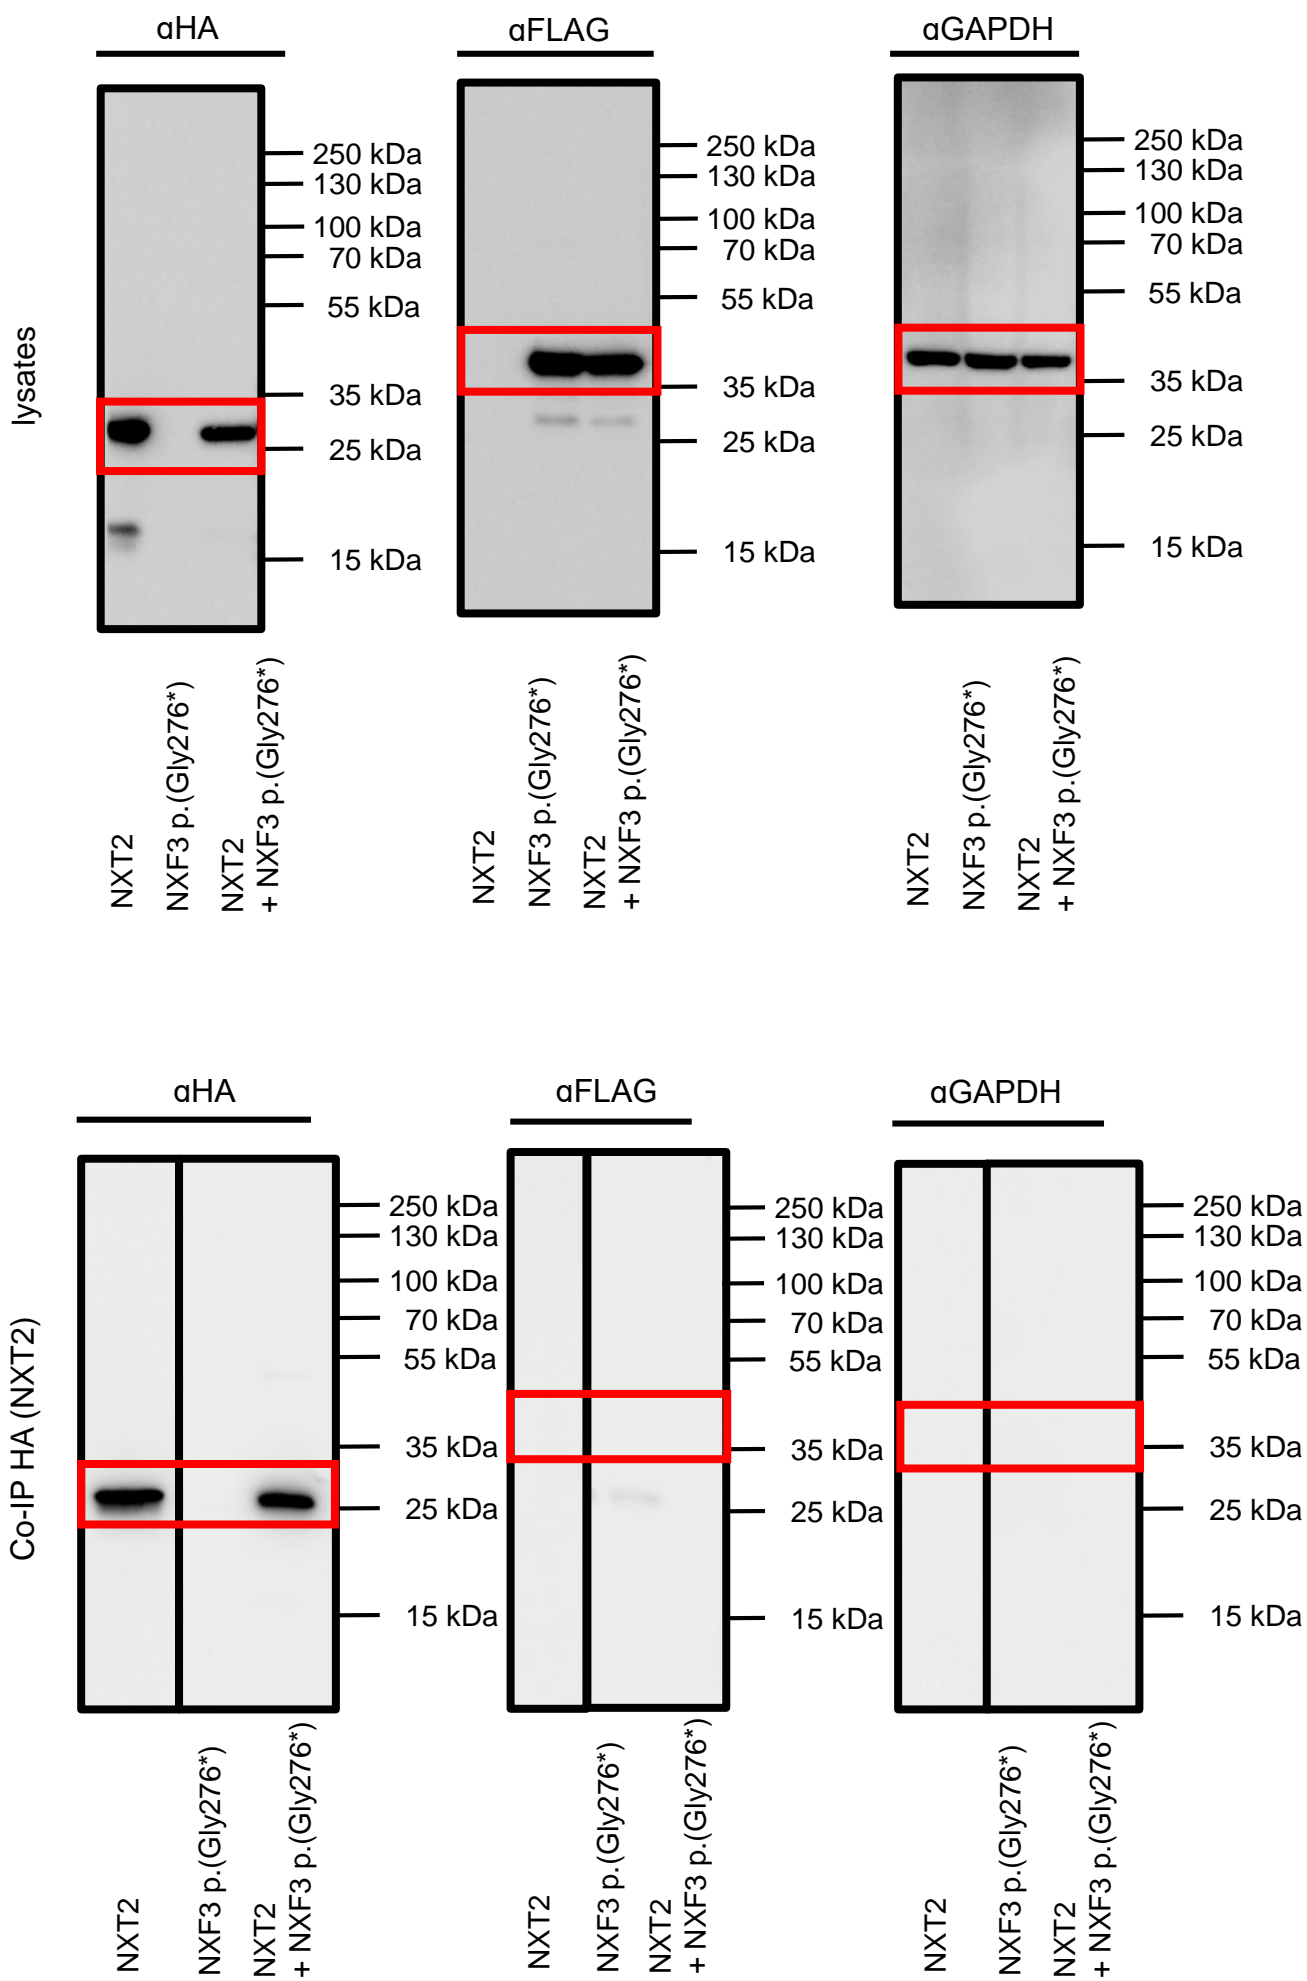 αHA
αFLAG
αGAPDH
lysates
250 kDa
130 kDa
100 kDa
70 kDa
55 kDa
35 kDa
25 kDa
15 kDa
250 kDa
130 kDa
100 kDa
70 kDa
55 kDa
35 kDa
25 kDa
15 kDa
250 kDa
130 kDa
100 kDa
70 kDa
55 kDa
35 kDa
25 kDa
15 kDa
NXT2
NXF3 p.(Gly276*)
NXT2
+ NXF3 p.(Gly276*)
NXT2
NXF3 p.(Gly276*)
NXT2
+ NXF3 p.(Gly276*)
NXT2
NXF3 p.(Gly276*)
NXT2
+ NXF3 p.(Gly276*)
αHA
αFLAG
αGAPDH
Co-IP HA (NXT2)
250 kDa
130 kDa
100 kDa
70 kDa
55 kDa
35 kDa
25 kDa
15 kDa
250 kDa
130 kDa
100 kDa
70 kDa
55 kDa
35 kDa
25 kDa
15 kDa
250 kDa
130 kDa
100 kDa
70 kDa
55 kDa
35 kDa
25 kDa
15 kDa
NXT2
NXF3 p.(Gly276*)
NXT2
+ NXF3 p.(Gly276*)
NXT2
NXF3 p.(Gly276*)
NXT2
+ NXF3 p.(Gly276*)
NXT2
NXF3 p.(Gly276*)
NXT2
+ NXF3 p.(Gly276*)